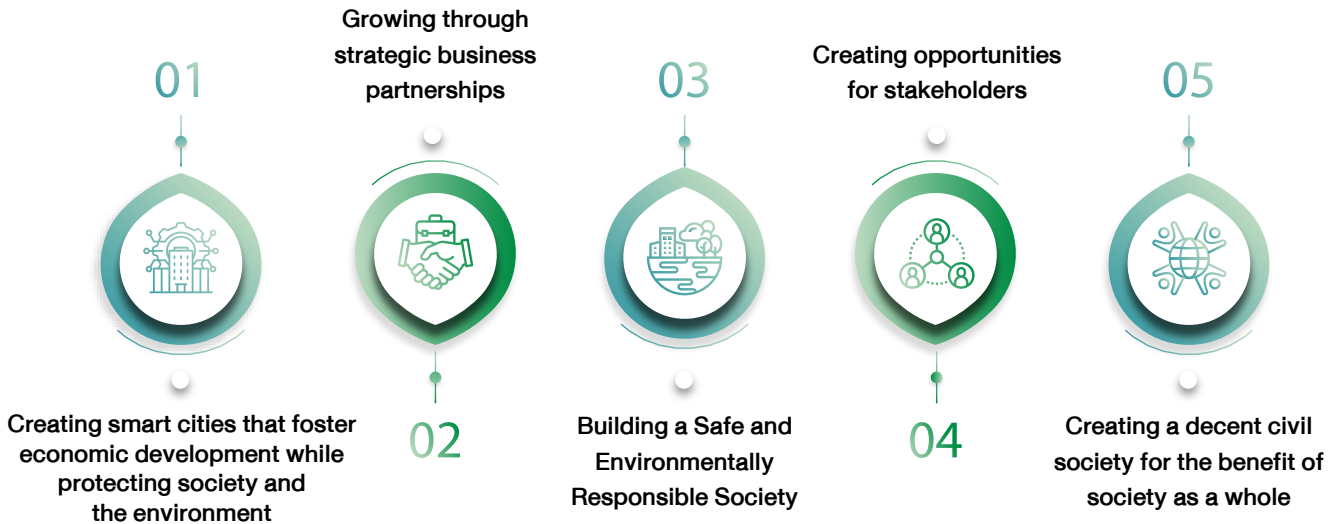 01
Creating smart cities that foster
economic development while
protecting society and
the environment
Growing through
strategic business
partnerships
02
03
Building a Safe and
Environmentally
Responsible Society
Creating opportunities
for stakeholders
04
05
Creating a decent civil
society for the benefit of
society as a whole